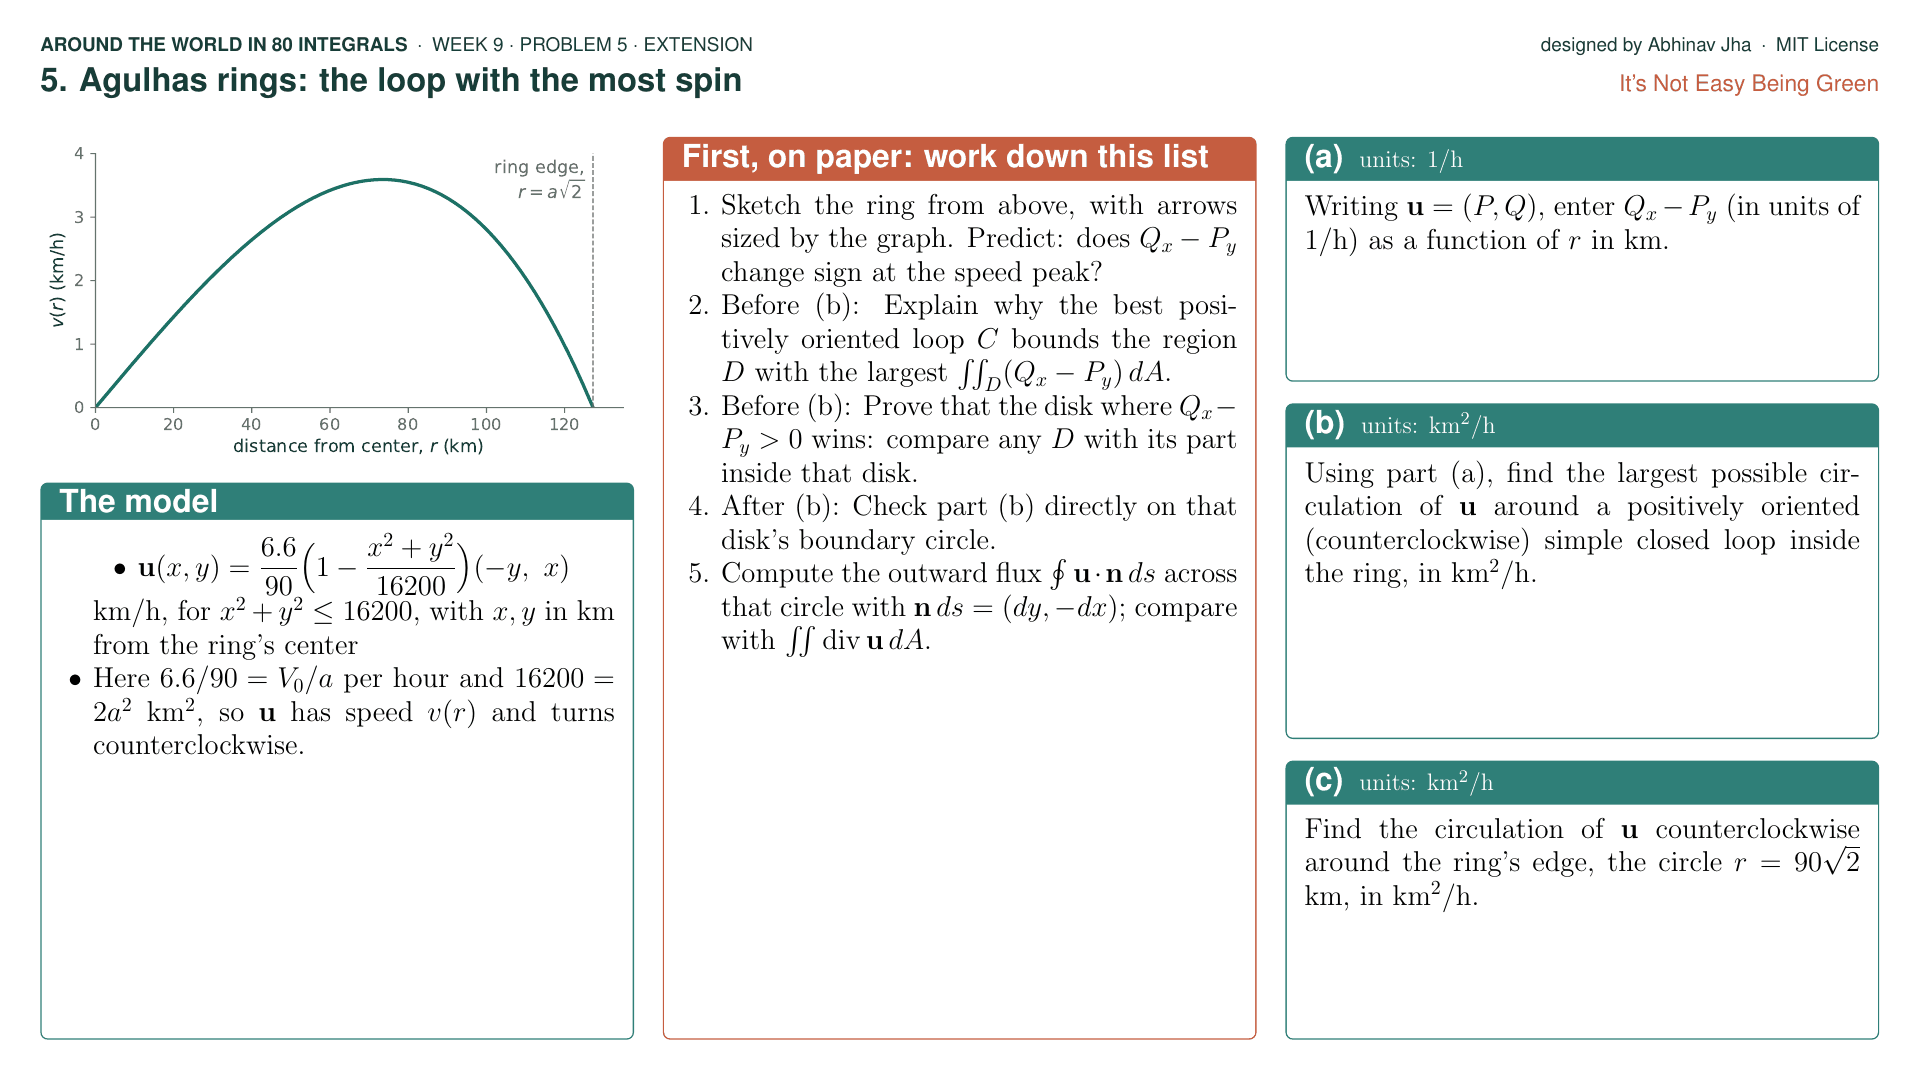 AROUND THE WORLD IN 80 INTEGRALS · WEEK 9 · PROBLEM 5 · EXTENSION
designed by Abhinav Jha · MIT License
5. Agulhas rings: the loop with the most spin
It's Not Easy Being Green
v(r) (km/h)
4
3
2
1
0
ring edge,
r = a√2
0 20 40 60 80 100 120
distance from center, r (km)
The model
• u(x, y) = 6.6/90 (1 − (x² + y²)/16200)(−y, x)
km/h, for x² + y² ≤ 16200, with x, y in km
from the ring's center
• Here 6.6/90 = V₀/a per hour and 16200 =
2a² km², so u has speed v(r) and turns
counterclockwise.
First, on paper: work down this list
1. Sketch the ring from above, with arrows
sized by the graph. Predict: does Qₓ − P_y
change sign at the speed peak?
2. Before (b): Explain why the best posi-
tively oriented loop C bounds the region
D with the largest ∬_D(Qₓ − P_y) dA.
3. Before (b): Prove that the disk where Qₓ−
P_y > 0 wins: compare any D with its part
inside that disk.
4. After (b): Check part (b) directly on that
disk's boundary circle.
5. Compute the outward flux ∮ u · n ds across
that circle with n ds = (dy, −dx); compare
with ∬ div u dA.
(a) units: 1/h
Writing u = (P, Q), enter Qₓ − P_y (in units of
1/h) as a function of r in km.
(b) units: km²/h
Using part (a), find the largest possible cir-
culation of u around a positively oriented
(counterclockwise) simple closed loop inside
the ring, in km²/h.
(c) units: km²/h
Find the circulation of u counterclockwise
around the ring's edge, the circle r = 90√2
km, in km²/h.